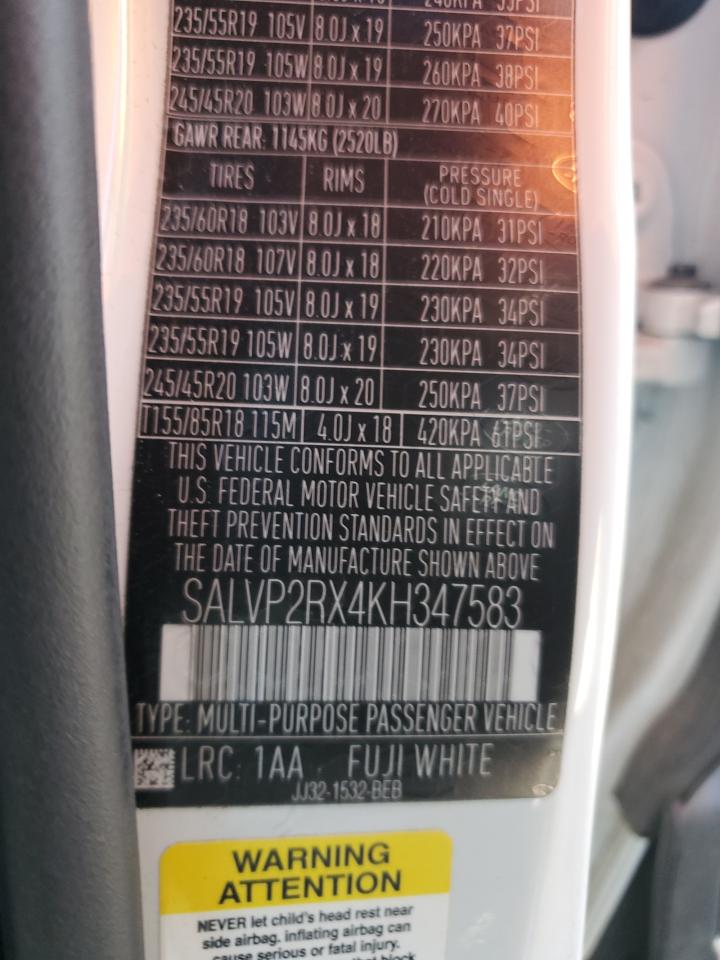 235/55R19 105V 8.0J x 19 250KPA 37PSI
235/55R19 105W 8.0J x 19 260KPA 38PSI
245/45R20 103W 8.0J x 20 270KPA 40PSI
GAWR REAR: 1145KG (2520LB)
TIRES RIMS PRESSURE
(COLD SINGLE)
235/60R18 103V 8.0J x 18 210KPA 31PSI
235/60R18 107V 8.0J x 18 220KPA 32PSI
235/55R19 105V 8.0J x 19 230KPA 34PSI
235/55R19 105W 8.0J x 19 230KPA 34PSI
245/45R20 103W 8.0J x 20 250KPA 37PSI
T155/85R18 115M 4.0J x 18 420KPA 61PSI
THIS VEHICLE CONFORMS TO ALL APPLICABLE
U.S. FEDERAL MOTOR VEHICLE SAFETY AND
THEFT PREVENTION STANDARDS IN EFFECT ON
THE DATE OF MANUFACTURE SHOWN ABOVE
SALVP2RX4KH347583
TYPE: MULTI-PURPOSE PASSENGER VEHICLE
LRC: 1AA FUJI WHITE
JJ32-1532-BEB
WARNING
ATTENTION
NEVER let child's head rest near
side airbag. inflating airbag can
cause serious or fatal injury.
that block